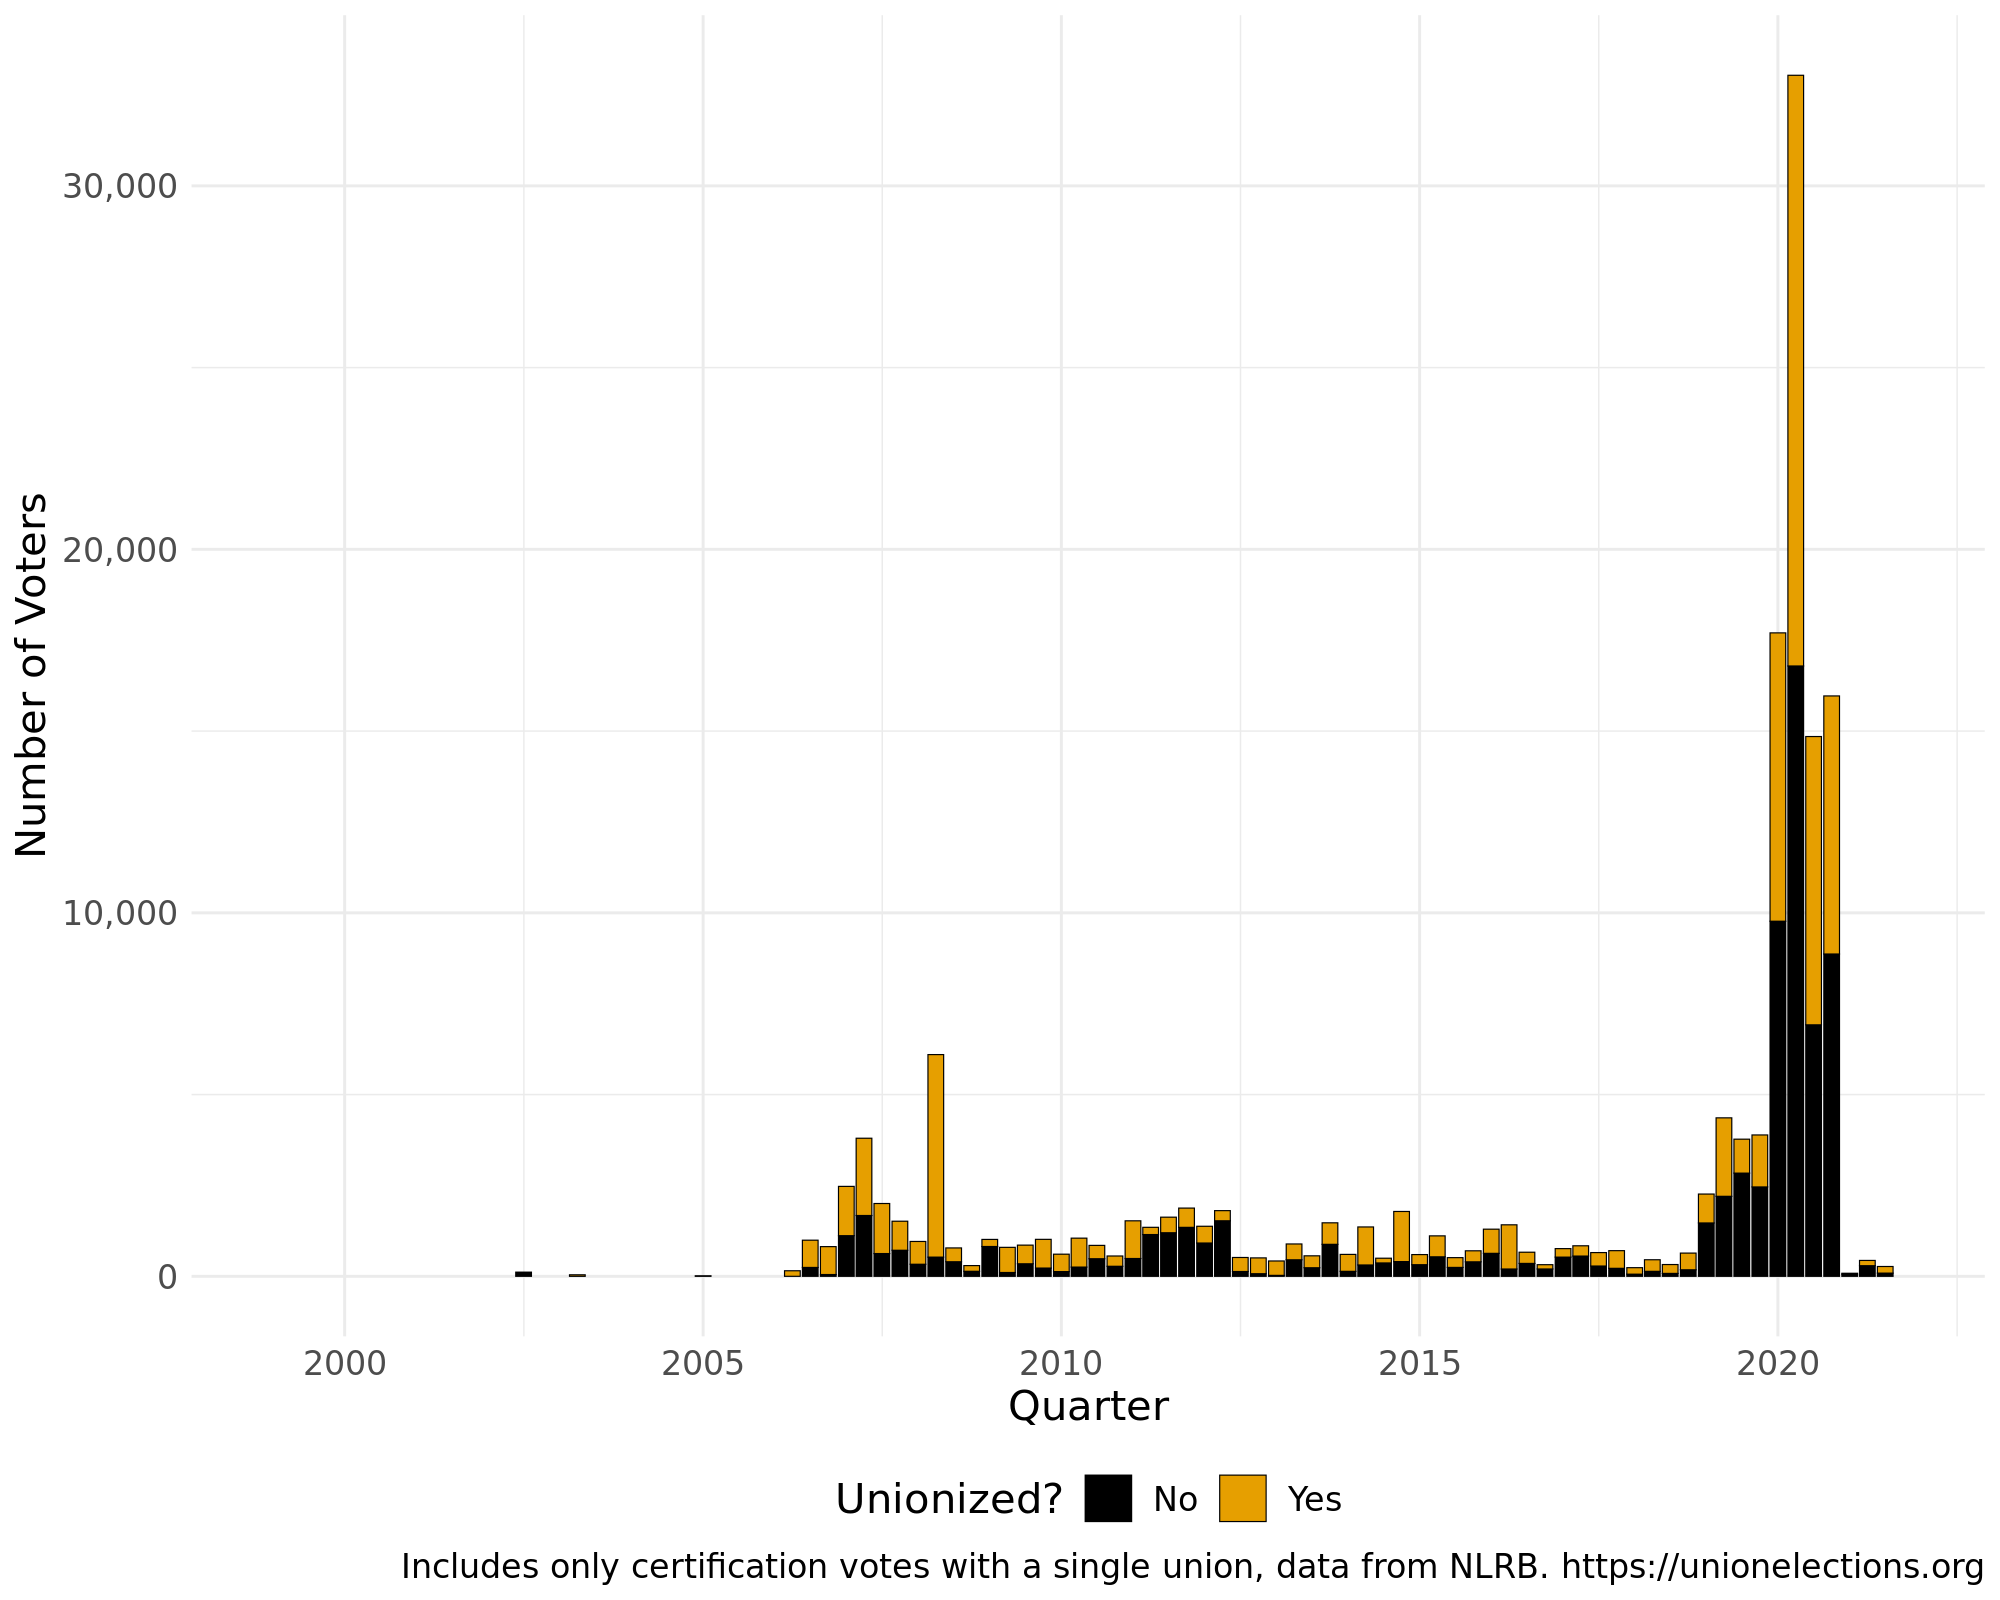 30,000
20,000
10,000
0
Number of Voters
2000 2005 2010 2015 2020
Quarter
Unionized? No Yes
Includes only certification votes with a single union, data from NLRB. https://unionelections.org